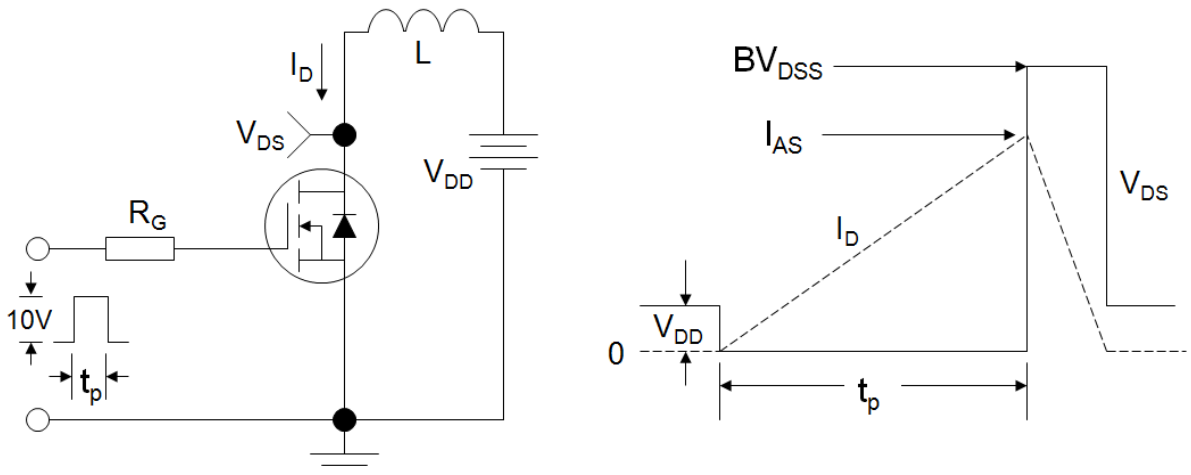 L
I_D
V_DS
V_DD
R_G
10V
t_p
BV_DSS
I_AS
V_DS
I_D
V_DD
0
t_p